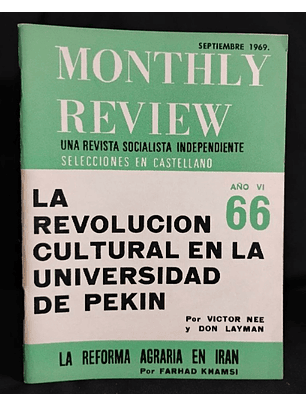 SEPTIEMBRE 1969.
MONTHLY
REVIEW
UNA REVISTA SOCIALISTA INDEPENDIENTE
SELECCIONES EN CASTELLANO
AÑO VI
66
LA
REVOLUCION
CULTURAL EN LA
UNIVERSIDAD
DE PEKIN
Por VICTOR NEE
y DON LAYMAN
LA REFORMA AGRARIA EN IRAN
Por FARHAD KHAMSI